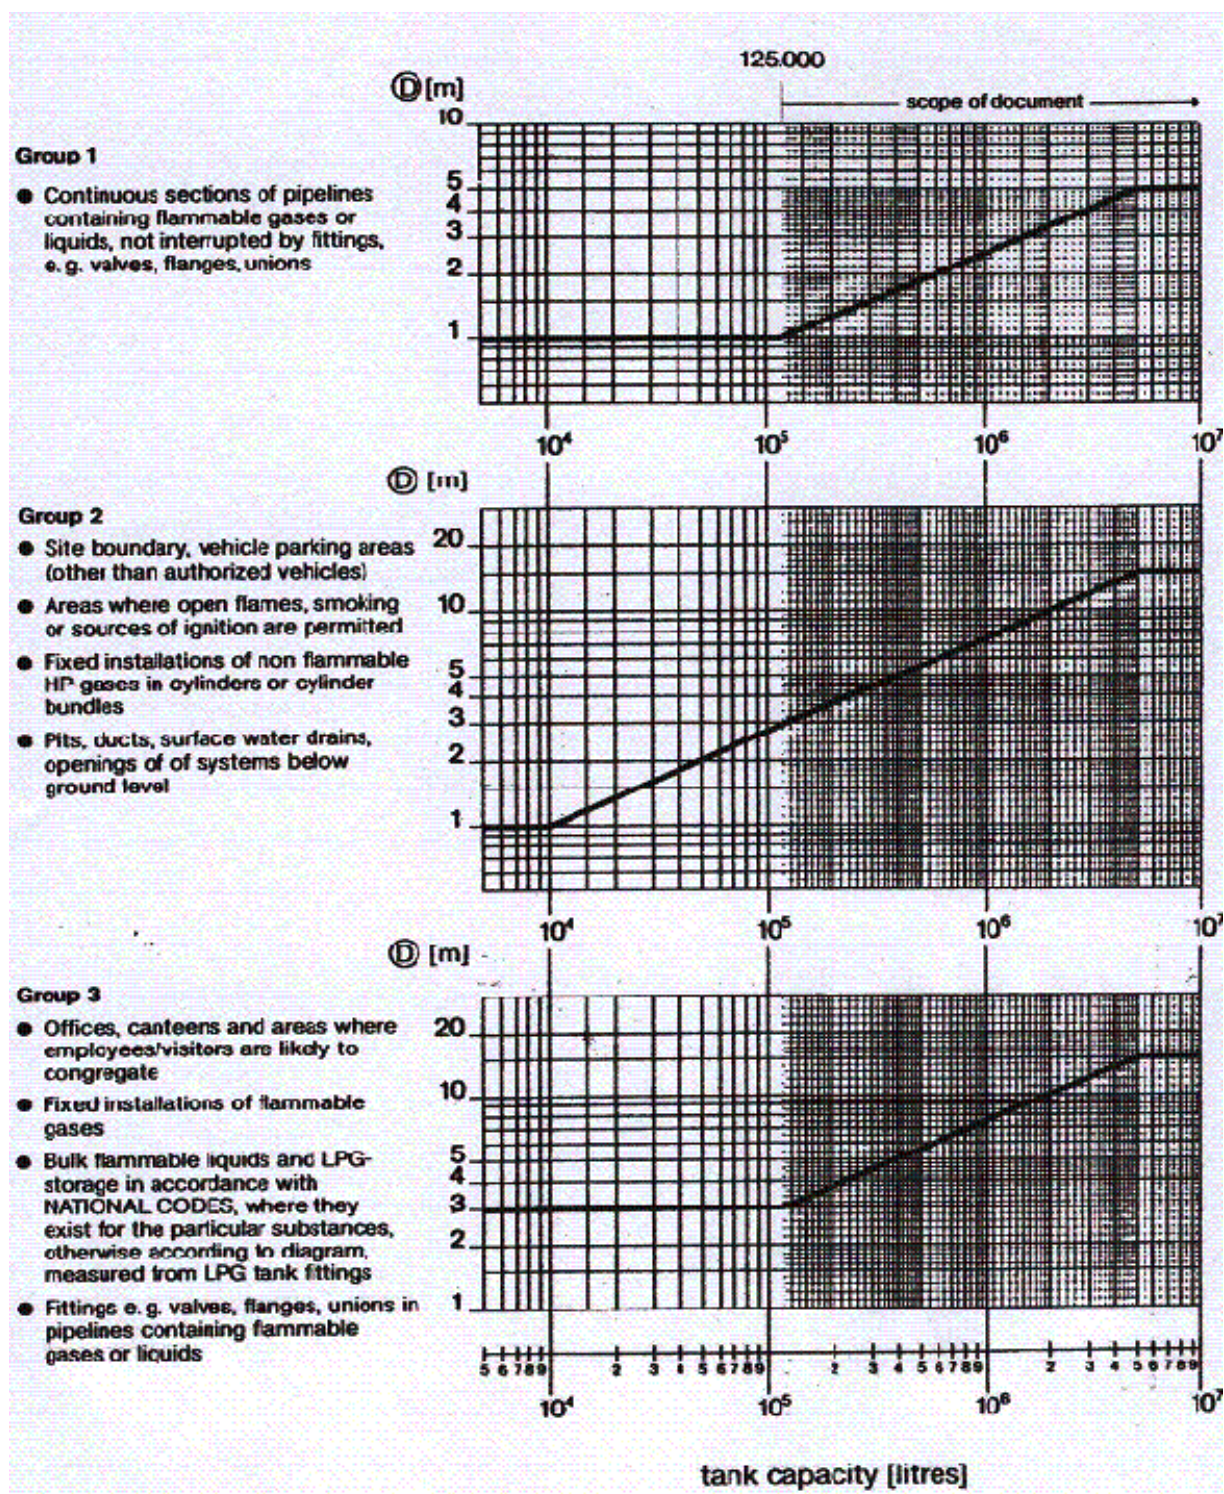 125.000
Ⓓ [m]
scope of document
10
5
4
3
2
1
Group 1
● Continuous sections of pipelines
containing flammable gases or
liquids, not interrupted by fittings,
e. g. valves, flanges, unions
10⁴ 10⁵ 10⁶ 10⁷
Ⓓ [m]
20
10
5
4
3
2
1
Group 2
● Site boundary, vehicle parking areas
(other than authorized vehicles)
● Areas where open flames, smoking
or sources of ignition are permitted
● Fixed installations of non flammable
HP gases in cylinders or cylinder
bundles
● Pits, ducts, surface water drains,
openings of of systems below
ground level
10⁴ 10⁵ 10⁶ 10⁷
Ⓓ [m]
20
10
5
4
3
2
1
Group 3
● Offices, canteens and areas where
employees/visitors are likely to
congregate
● Fixed installations of flammable
gases
● Bulk flammable liquids and LPG-
storage in accordance with
NATIONAL CODES, where they
exist for the particular substances,
otherwise according to diagram,
measured from LPG tank fittings
● Fittings e. g. valves, flanges, unions in
pipelines containing flammable
gases or liquids
5 6 7 8 9 2 3 4 5 6 7 8 9 2 3 4 5 6 7 8 9 2 3 4 5 6 7 8 9
10⁴ 10⁵ 10⁶ 10⁷
tank capacity [litres]